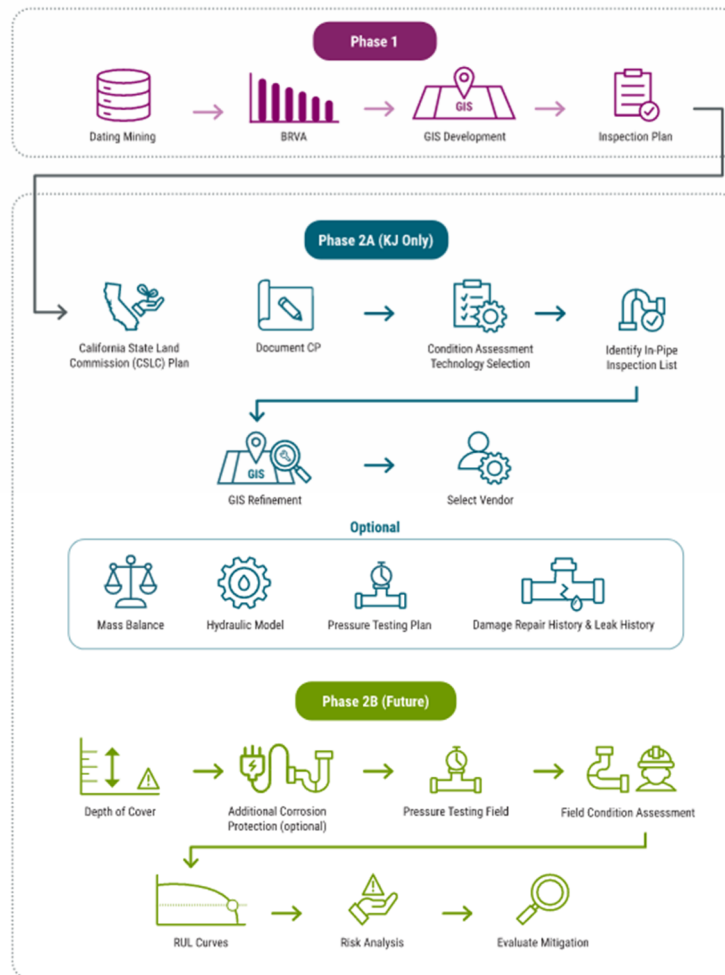 Phase 1
Dating Mining
BRVA
GIS
GIS Development
Inspection Plan
Phase 2A (KJ Only)
California State Land
Commission (CSLC) Plan
Document CP
Condition Assessment
Technology Selection
Identify In-Pipe
Inspection List
GIS
GIS Refinement
Select Vendor
Optional
Mass Balance
Hydraulic Model
Pressure Testing Plan
Damage Repair History & Leak History
Phase 2B (Future)
Depth of Cover
Additional Corrosion
Protection (optional)
Pressure Testing Field
Field Condition Assessment
RUL Curves
Risk Analysis
Evaluate Mitigation